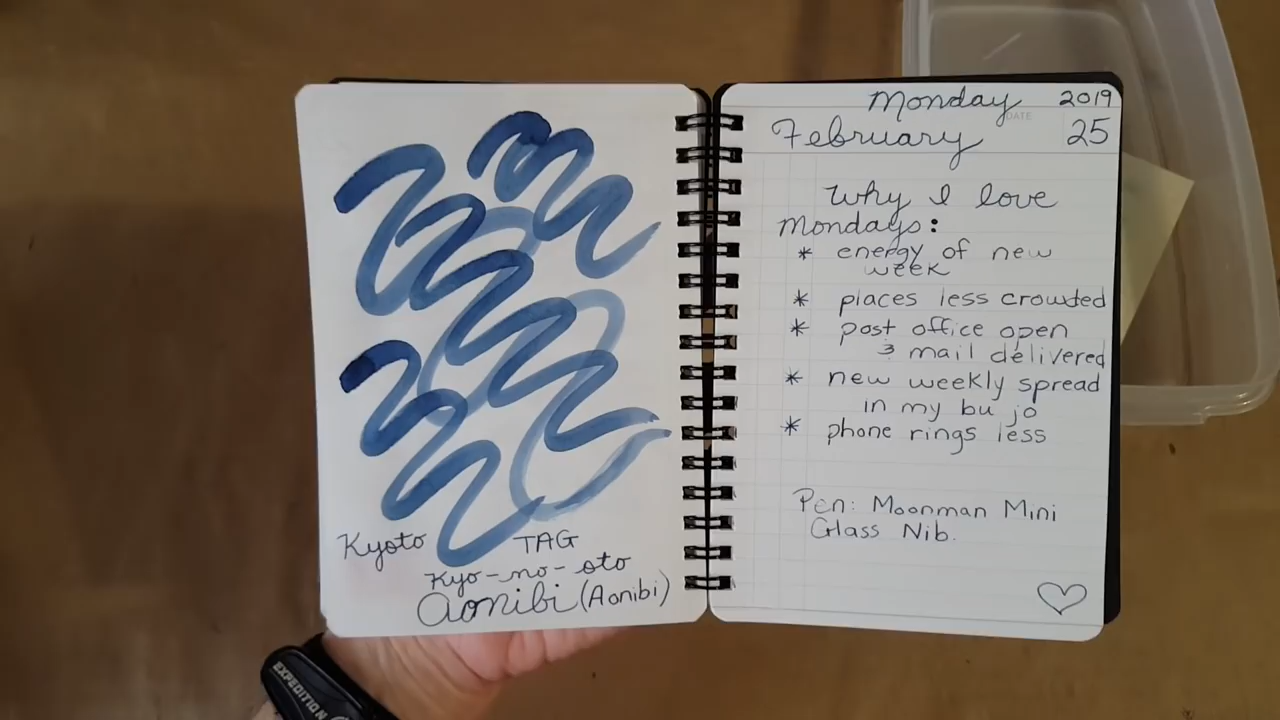 Kyoto TAG
Kyo-no-oto
Aonibi (Aonibi)
EXPEDITION
Monday 2019
DATE
February 25
Why I love
Mondays:
* energy of new
week
* places less crowded
* post office open
& mail delivered
* new weekly spread
in my bu jo
* phone rings less
Pen: Moonman Mini
Glass Nib.